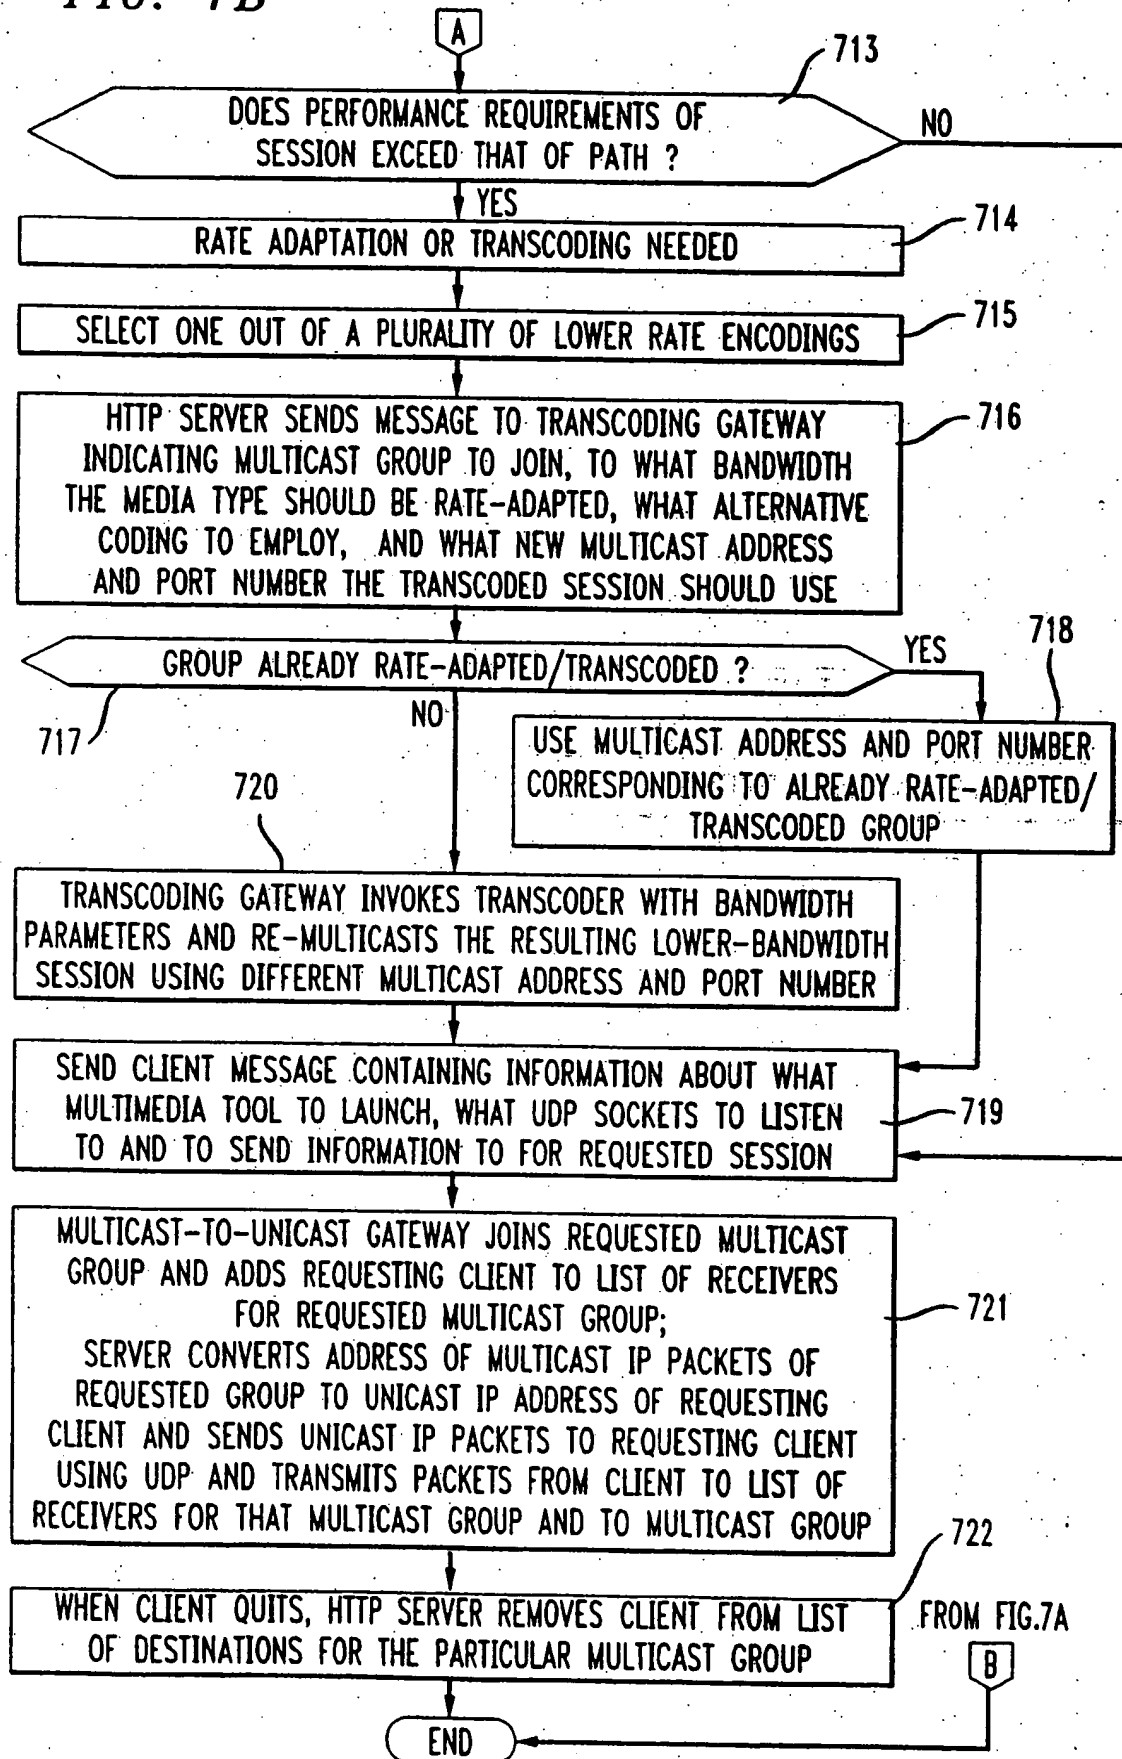 FIG. 7B
A
713
DOES PERFORMANCE REQUIREMENTS OF
SESSION EXCEED THAT OF PATH ?
NO
YES
714
RATE ADAPTATION OR TRANSCODING NEEDED
715
SELECT ONE OUT OF A PLURALITY OF LOWER RATE ENCODINGS
716
HTTP SERVER SENDS MESSAGE TO TRANSCODING GATEWAY
INDICATING MULTICAST GROUP TO JOIN, TO WHAT BANDWIDTH
THE MEDIA TYPE SHOULD BE RATE-ADAPTED, WHAT ALTERNATIVE
CODING TO EMPLOY, AND WHAT NEW MULTICAST ADDRESS
AND PORT NUMBER THE TRANSCODED SESSION SHOULD USE
GROUP ALREADY RATE-ADAPTED/TRANSCODED ?
YES
718
717
NO
USE MULTICAST ADDRESS AND PORT NUMBER
CORRESPONDING TO ALREADY RATE-ADAPTED/
TRANSCODED GROUP
720
TRANSCODING GATEWAY INVOKES TRANSCODER WITH BANDWIDTH
PARAMETERS AND RE-MULTICASTS THE RESULTING LOWER-BANDWIDTH
SESSION USING DIFFERENT MULTICAST ADDRESS AND PORT NUMBER
SEND CLIENT MESSAGE CONTAINING INFORMATION ABOUT WHAT
MULTIMEDIA TOOL TO LAUNCH, WHAT UDP SOCKETS TO LISTEN
TO AND TO SEND INFORMATION TO FOR REQUESTED SESSION
719
MULTICAST-TO-UNICAST GATEWAY JOINS REQUESTED MULTICAST
GROUP AND ADDS REQUESTING CLIENT TO LIST OF RECEIVERS
FOR REQUESTED MULTICAST GROUP;
SERVER CONVERTS ADDRESS OF MULTICAST IP PACKETS OF
REQUESTED GROUP TO UNICAST IP ADDRESS OF REQUESTING
CLIENT AND SENDS UNICAST IP PACKETS TO REQUESTING CLIENT
USING UDP AND TRANSMITS PACKETS FROM CLIENT TO LIST OF
RECEIVERS FOR THAT MULTICAST GROUP AND TO MULTICAST GROUP
721
722
WHEN CLIENT QUITS, HTTP SERVER REMOVES CLIENT FROM LIST
OF DESTINATIONS FOR THE PARTICULAR MULTICAST GROUP
FROM FIG.7A
B
END